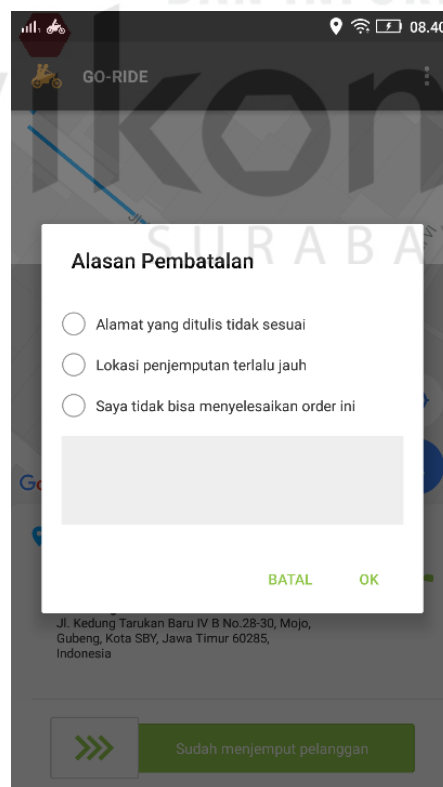 08.40
GO-RIDE
SURABA
Alasan Pembatalan
Alamat yang ditulis tidak sesuai
Lokasi penjemputan terlalu jauh
Saya tidak bisa menyelesaikan order ini
BATAL OK
Jl. Kedung Tarukan Baru IV B No.28-30, Mojo,
Gubeng, Kota SBY, Jawa Timur 60285,
Indonesia
Sudah menjemput pelanggan